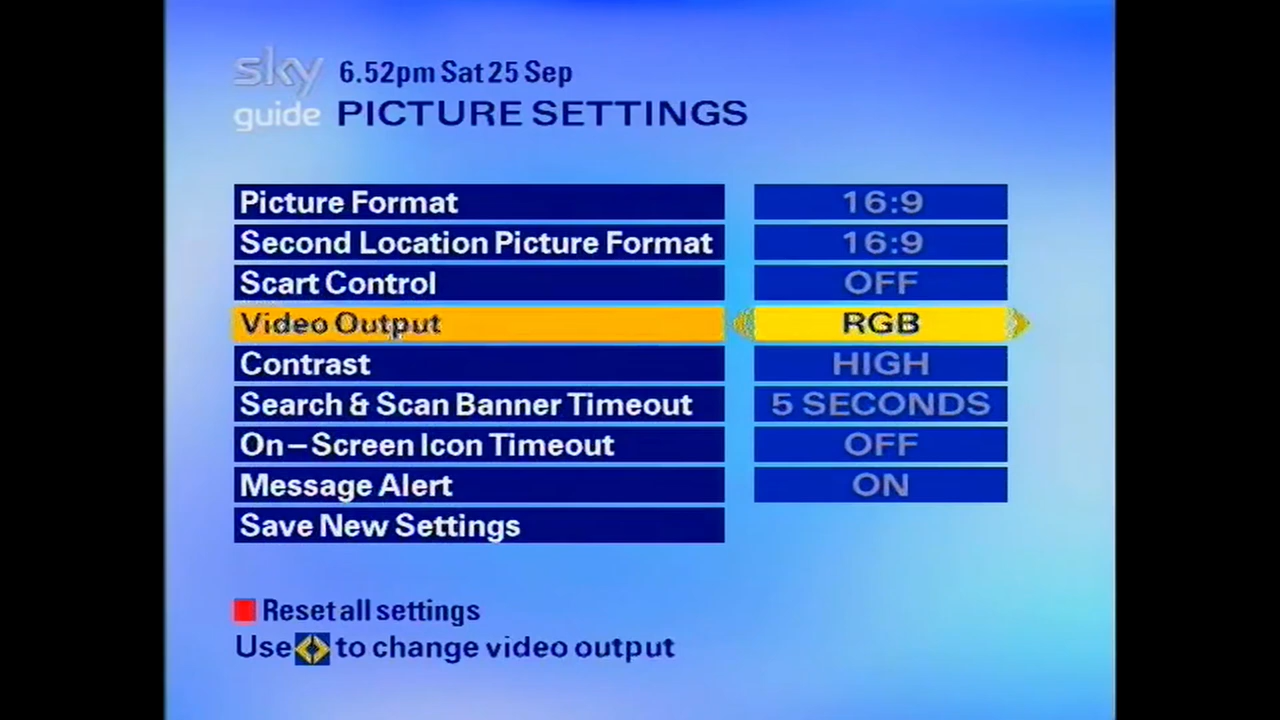 sky guide
6.52pm Sat 25 Sep
PICTURE SETTINGS
Picture Format 16:9
Second Location Picture Format 16:9
Scart Control OFF
Video Output RGB
Contrast HIGH
Search & Scan Banner Timeout 5 SECONDS
On–Screen Icon Timeout OFF
Message Alert ON
Save New Settings
Reset all settings
Use to change video output